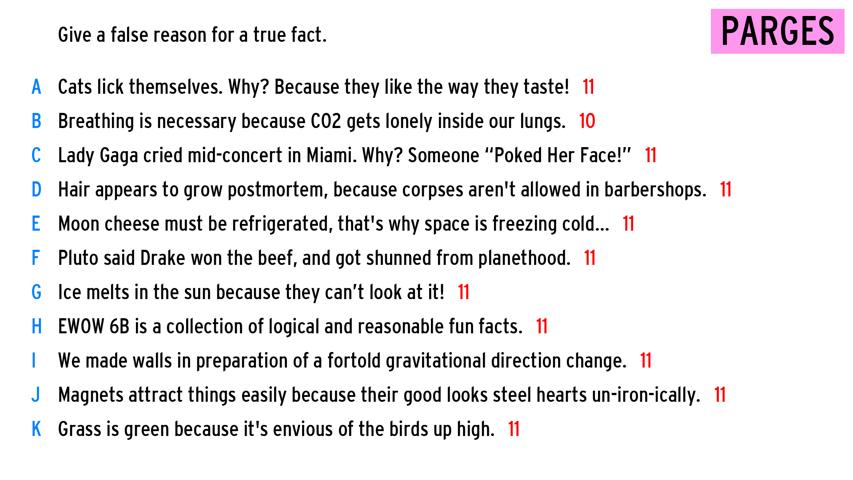 Give a false reason for a true fact.
PARGES
A Cats lick themselves. Why? Because they like the way they taste! 11
B Breathing is necessary because CO2 gets lonely inside our lungs. 10
C Lady Gaga cried mid-concert in Miami. Why? Someone “Poked Her Face!” 11
D Hair appears to grow postmortem, because corpses aren't allowed in barbershops. 11
E Moon cheese must be refrigerated, that's why space is freezing cold... 11
F Pluto said Drake won the beef, and got shunned from planethood. 11
G Ice melts in the sun because they can’t look at it! 11
H EWOW 6B is a collection of logical and reasonable fun facts. 11
I We made walls in preparation of a fortold gravitational direction change. 11
J Magnets attract things easily because their good looks steel hearts un-iron-ically. 11
K Grass is green because it's envious of the birds up high. 11